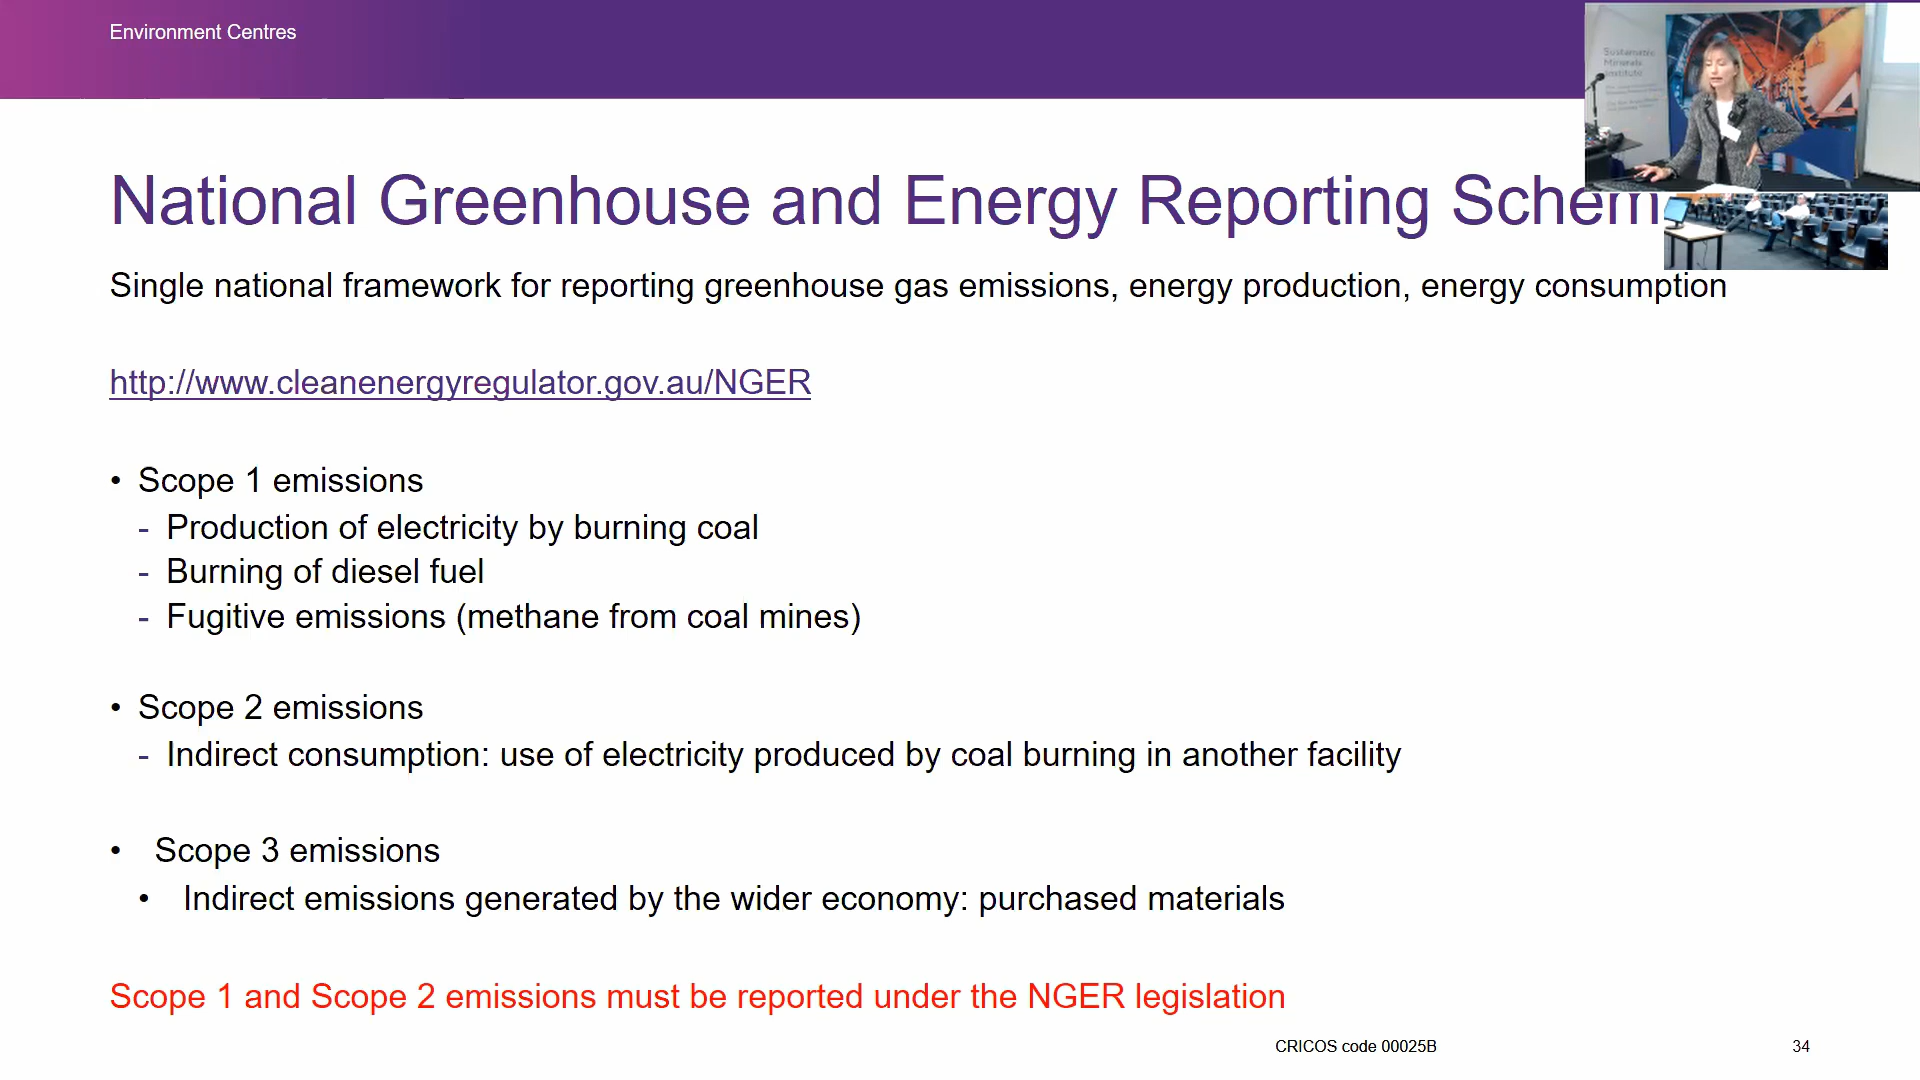 Environment Centres
Sustainable
Minerals
Institute
National Greenhouse and Energy Reporting Schem
Single national framework for reporting greenhouse gas emissions, energy production, energy consumption
http://www.cleanenergyregulator.gov.au/NGER
• Scope 1 emissions
- Production of electricity by burning coal
- Burning of diesel fuel
- Fugitive emissions (methane from coal mines)
• Scope 2 emissions
- Indirect consumption: use of electricity produced by coal burning in another facility
• Scope 3 emissions
• Indirect emissions generated by the wider economy: purchased materials
Scope 1 and Scope 2 emissions must be reported under the NGER legislation
CRICOS code 00025B
34